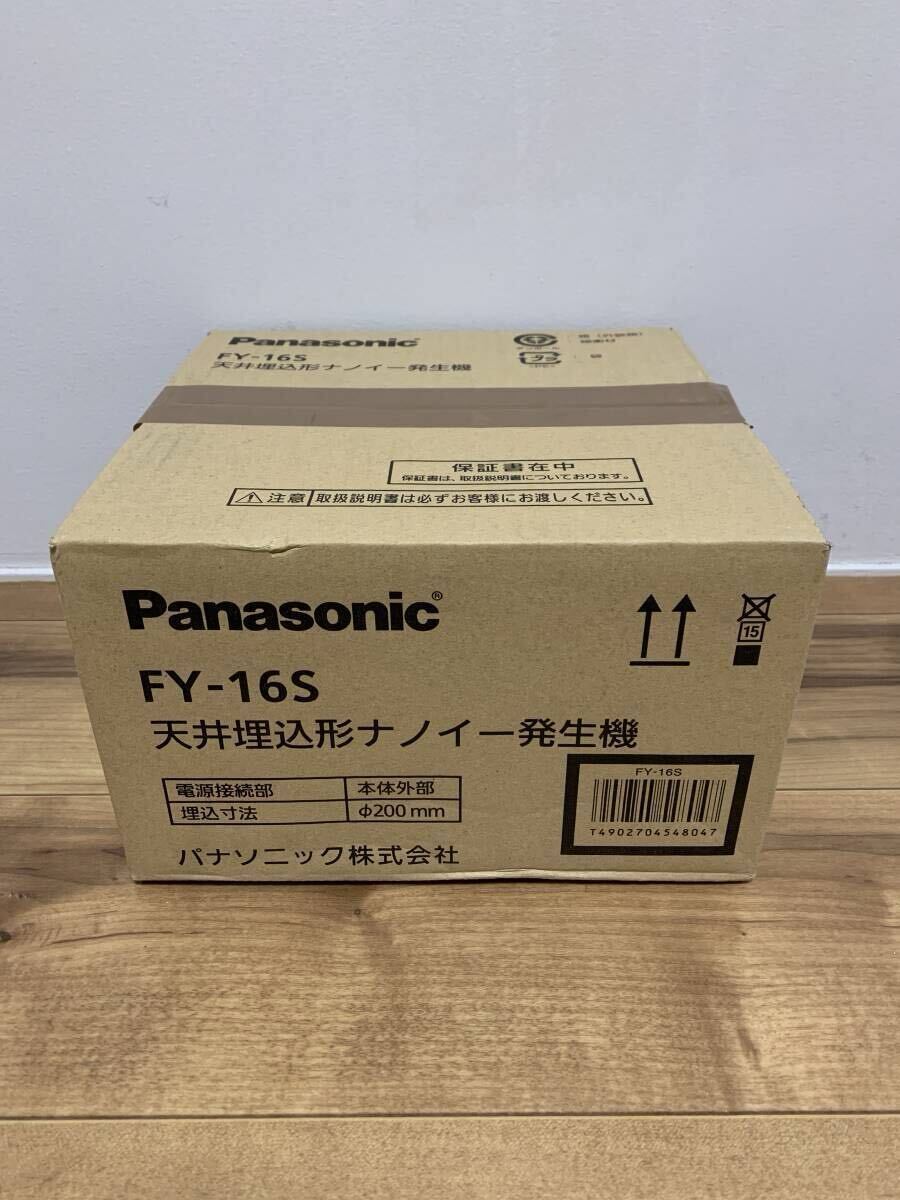 Panasonic
FY-16S
天井埋込形ナノイー発生機
保証書在中
保証書は、取扱説明書についております。
注意 取扱説明書は必ずお客様にお渡しください。
Panasonic®
FY-16S
天井埋込形ナノイー発生機
15
電源接続部 本体外部
埋込寸法 φ200mm
パナソニック株式会社
FY-16S
T4902704548047